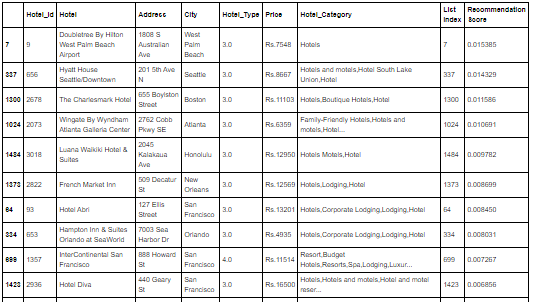 Hotel_Id Hotel Address City Hotel_Type Price Hotel_Category List Index Recommendation Score
7 9 Doubletree By Hilton West Palm Beach Airport 1808 S Australian Ave West Palm Beach 3.0 Rs.7548 Hotels 7 0.015385
337 656 Hyatt House Seattle/Downtown 201 5th Ave N Seattle 3.0 Rs.8667 Hotels and motels,Hotel South Lake Union,Hotel 337 0.014329
1300 2678 The Charlesmark Hotel 655 Boylston Street Boston 3.0 Rs.11103 Hotels,Boutique Hotels,Hotel 1300 0.011586
1024 2073 Wingate By Wyndham Atlanta Galleria Center 2762 Cobb Pkwy SE Atlanta 3.0 Rs.6359 Family-Friendly Hotels,Hotels and motels,Hotel... 1024 0.010691
1484 3018 Luana Waikiki Hotel & Suites 2045 Kalakaua Ave Honolulu 3.0 Rs.12950 Hotels Motels,Hotel 1484 0.009782
1373 2822 French Market Inn 509 Decatur St New Orleans 3.0 Rs.12569 Hotels,Lodging,Hotel 1373 0.008699
64 93 Hotel Abri 127 Ellis Street San Francisco 3.0 Rs.13201 Hotels,Corporate Lodging,Lodging,Hotel 64 0.008450
334 653 Hampton Inn & Suites Orlando at SeaWorld 7003 Sea Harbor Dr Orlando 3.0 Rs.4935 Hotels,Corporate Lodging,Lodging,Hotel 334 0.008031
699 1357 InterContinental San Francisco 888 Howard St San Francisco 4.0 Rs.11514 Resort,Budget Hotels,Resorts,Spa,Lodging,Luxur... 699 0.007267
1423 2936 Hotel Diva 440 Geary St San Francisco 3.0 Rs.16500 Hotels,Hotels and motels,Hotel and motel reser... 1423 0.006856